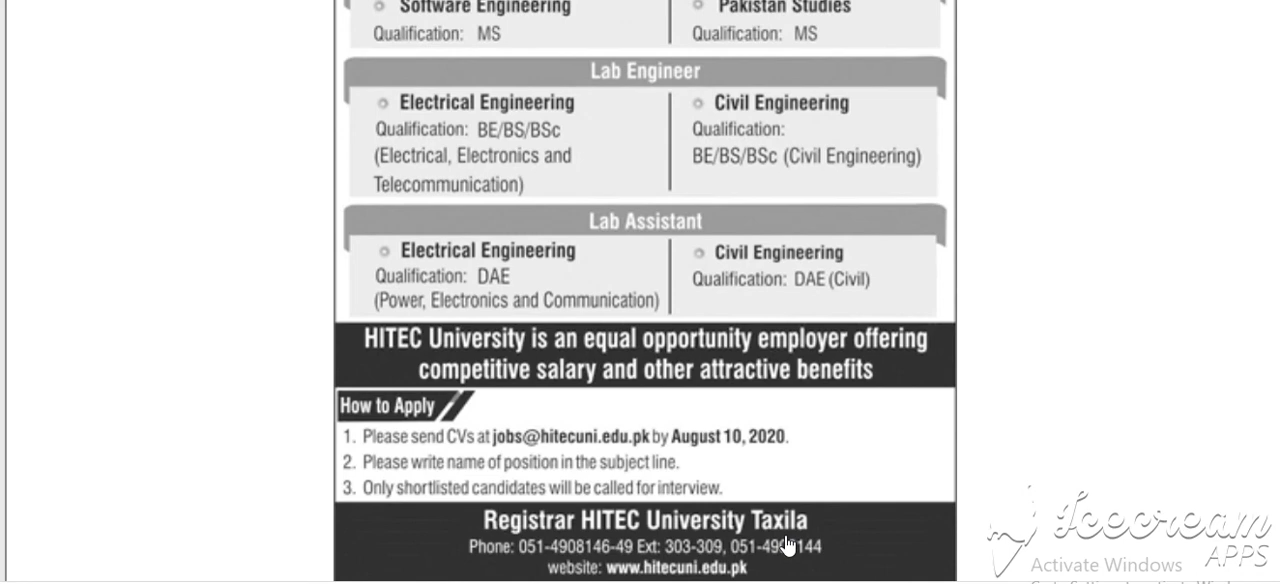 Software Engineering
Qualification: MS
Pakistan Studies
Qualification: MS
Lab Engineer
Electrical Engineering
Qualification: BE/BS/BSc
(Electrical, Electronics and
Telecommunication)
Civil Engineering
Qualification:
BE/BS/BSc (Civil Engineering)
Lab Assistant
Electrical Engineering
Qualification: DAE
(Power, Electronics and Communication)
Civil Engineering
Qualification: DAE (Civil)
HITEC University is an equal opportunity employer offering
competitive salary and other attractive benefits
How to Apply
1. Please send CVs at jobs@hitecuni.edu.pk by August 10, 2020.
2. Please write name of position in the subject line.
3. Only shortlisted candidates will be called for interview.
Registrar HITEC University Taxila
Phone: 051-4908146-49 Ext: 303-309,
website: www.hitecuni.edu.pk
Icecream
APPS
Activate Windows